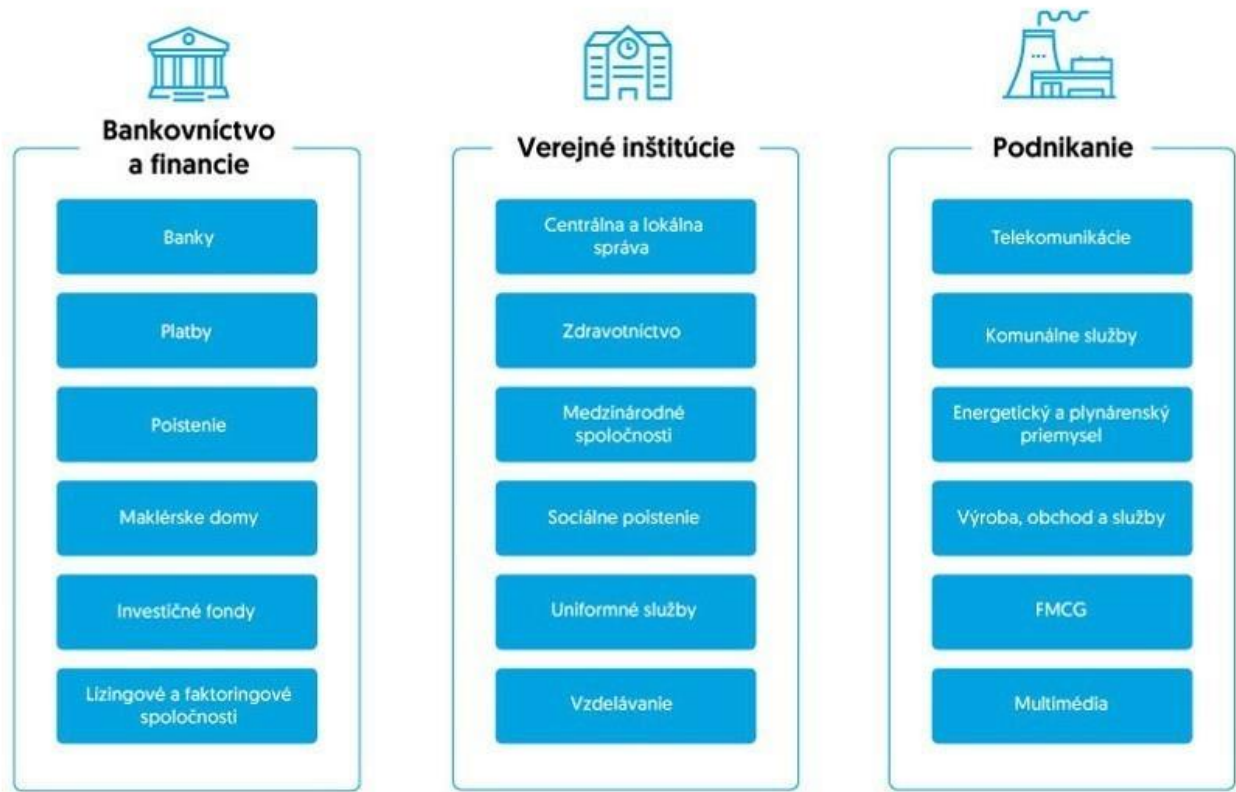 Bankovníctvo
a financie
Banky
Platby
Poistenie
Maklérske domy
Investičné fondy
Lízingové a faktoringové
spoločnosti
Verejné inštitúcie
Centrálna a lokálna
správa
Zdravotníctvo
Medzinárodné
spoločnosti
Sociálne poistenie
Uniformné služby
Vzdelávanie
Podnikanie
Telekomunikácie
Komunálne služby
Energetický a plynárenský
priemysel
Výroba, obchod a služby
FMCG
Multimédia